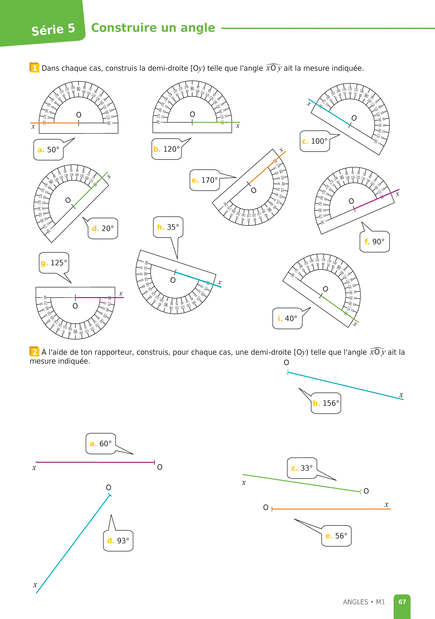 Série 5
Construire un angle
1 Dans chaque cas, construis la demi-droite [Oy) telle que l'angle xOy ait la mesure indiquée.
O
x
a. 50°
O
x
b. 120°
x
O
c. 100°
x
O
d. 20°
x
O
e. 170°
x
O
f. 90°
g. 125°
x
O
h. 35°
x
O
O
x
i. 40°
2 À l'aide de ton rapporteur, construis, pour chaque cas, une demi-droite [Oy) telle que l'angle xOy ait la
mesure indiquée.
O
x
b. 156°
a. 60°
x
O
c. 33°
x
O
O
x
d. 93°
O
x
e. 56°
ANGLES • M1
67